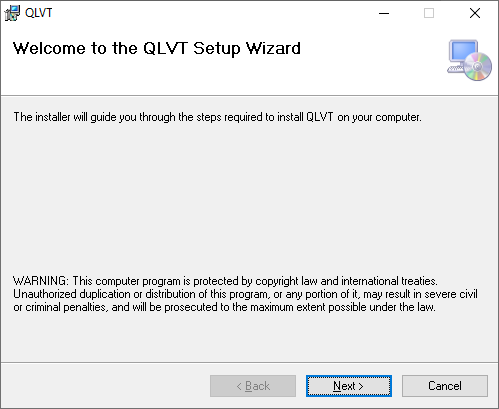 QLVT
Welcome to the QLVT Setup Wizard
The installer will guide you through the steps required to install QLVT on your computer.
WARNING: This computer program is protected by copyright law and international treaties.
Unauthorized duplication or distribution of this program, or any portion of it, may result in severe civil
or criminal penalties, and will be prosecuted to the maximum extent possible under the law.
< Back
Next >
Cancel